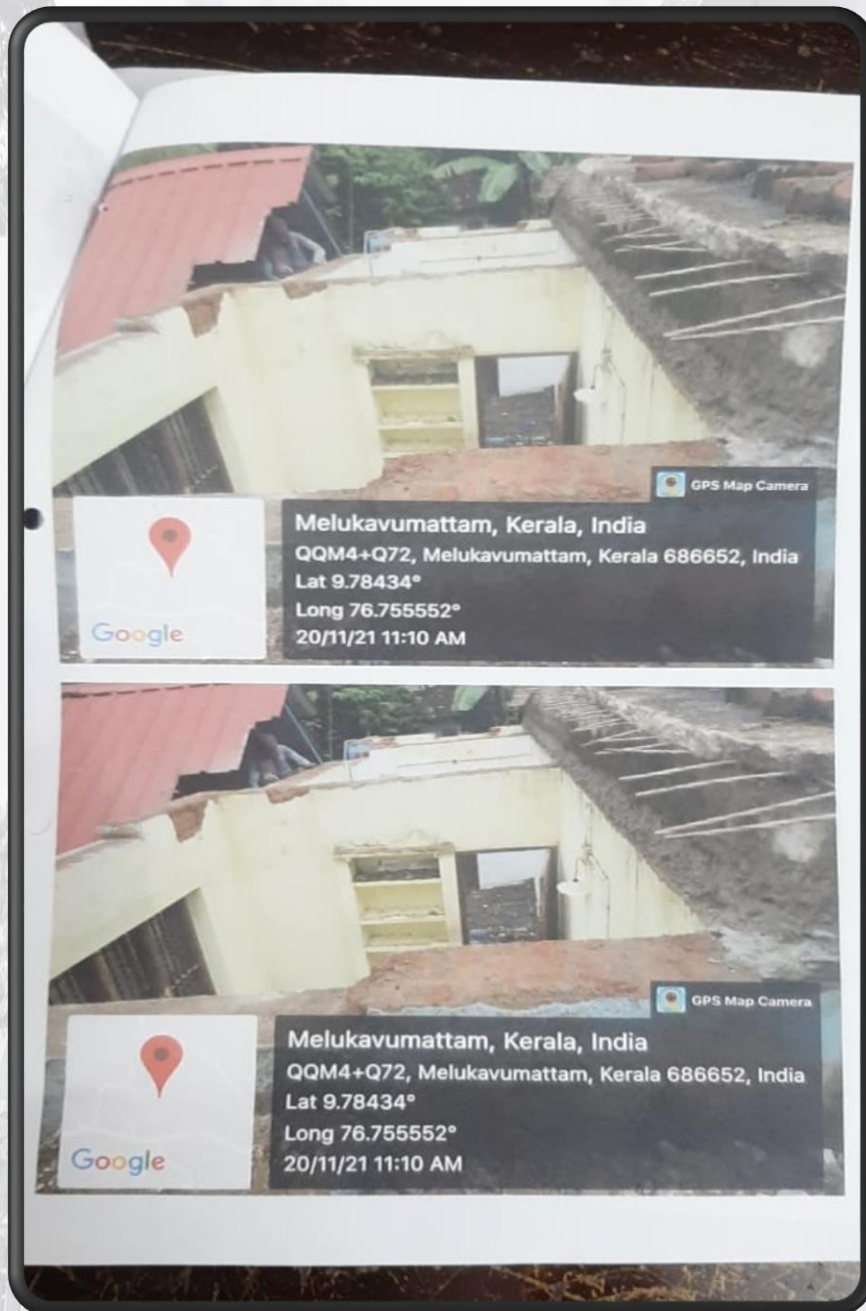 GPS Map Camera
Melukavumattam, Kerala, India
QQM4+Q72, Melukavumattam, Kerala 686652, India
Lat 9.78434°
Long 76.755552°
20/11/21 11:10 AM
Google
GPS Map Camera
Melukavumattam, Kerala, India
QQM4+Q72, Melukavumattam, Kerala 686652, India
Lat 9.78434°
Long 76.755552°
20/11/21 11:10 AM
Google